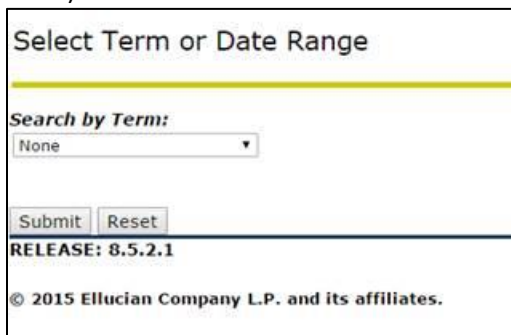 Select Term or Date Range
Search by Term:
None
Submit Reset
RELEASE: 8.5.2.1
© 2015 Ellucian Company L.P. and its affiliates.